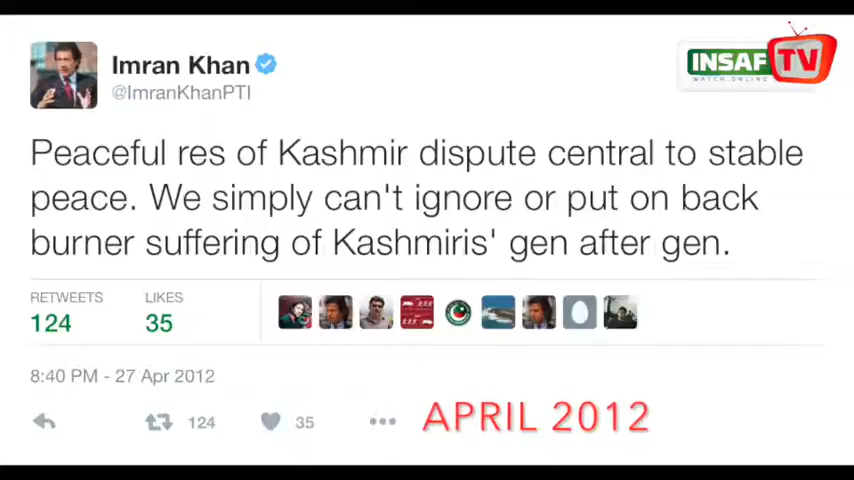 Imran Khan
@ImranKhanPTI
INSAF TV
WATCH ONLINE
Peaceful res of Kashmir dispute central to stable
peace. We simply can't ignore or put on back
burner suffering of Kashmiris' gen after gen.
RETWEETS LIKES
124 35
8:40 PM - 27 Apr 2012
124 35 APRIL 2012